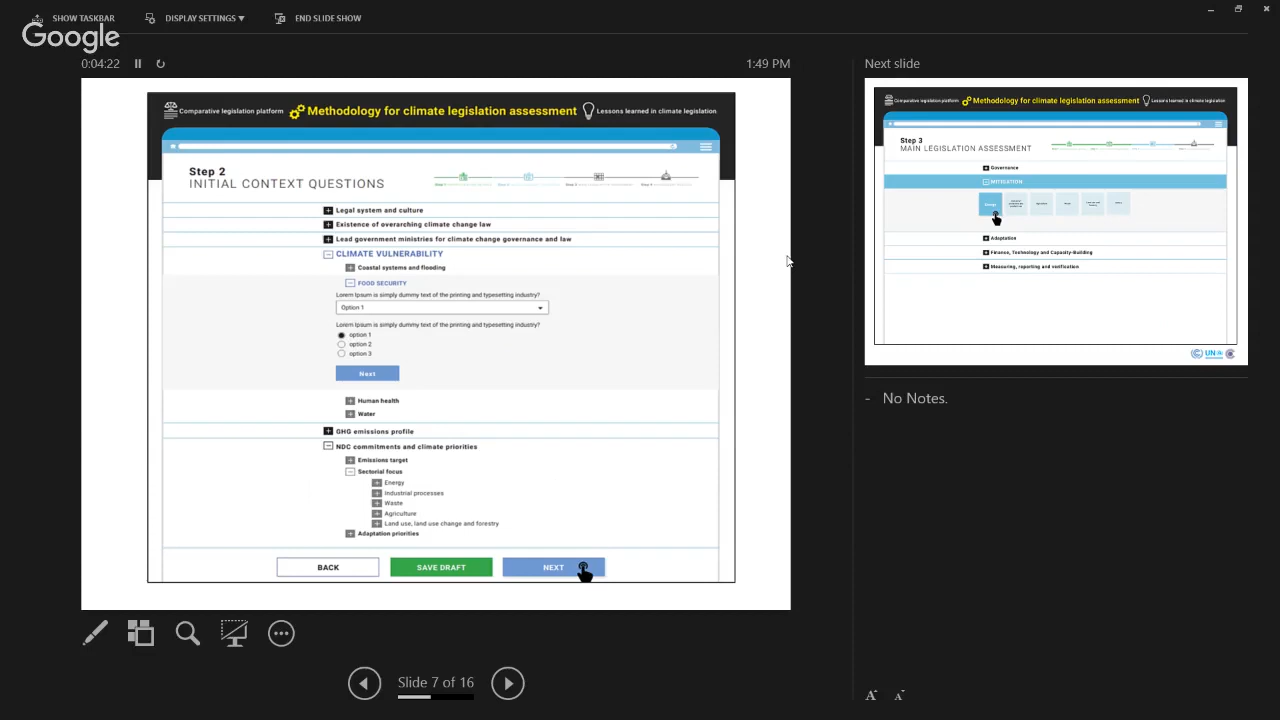 SHOW TASKBAR
DISPLAY SETTINGS ▼
END SLIDE SHOW
Google
0:04:22
1:49 PM
Comparative legislation platform
Methodology for climate legislation assessment
Lessons learned in climate legislation
Step 2
INITIAL CONTEXT QUESTIONS
Legal system and culture
Existence of overarching climate change law
Lead government ministries for climate change governance and law
CLIMATE VULNERABILITY
Coastal systems and flooding
FOOD SECURITY
Lorem Ipsum is simply dummy text of the printing and typesetting industry?
Option 1
Lorem Ipsum is simply dummy text of the printing and typesetting industry?
option 1
option 2
option 3
Next
Human health
Water
GHG emissions profile
NDC commitments and climate priorities
Emissions target
Sectorial focus
Energy
Industrial processes
Waste
Agriculture
Land use, land use change and forestry
Adaptation priorities
BACK
SAVE DRAFT
NEXT
Slide 7 of 16
Next slide
Comparative legislation platform
Methodology for climate legislation assessment
Lessons learned in climate legislation
Step 3
MAIN LEGISLATION ASSESSMENT
Governance
MITIGATION
Energy
Adaptation
Finance, Technology and Capacity-Building
Measuring, reporting and verification
UN
- No Notes.
A
A